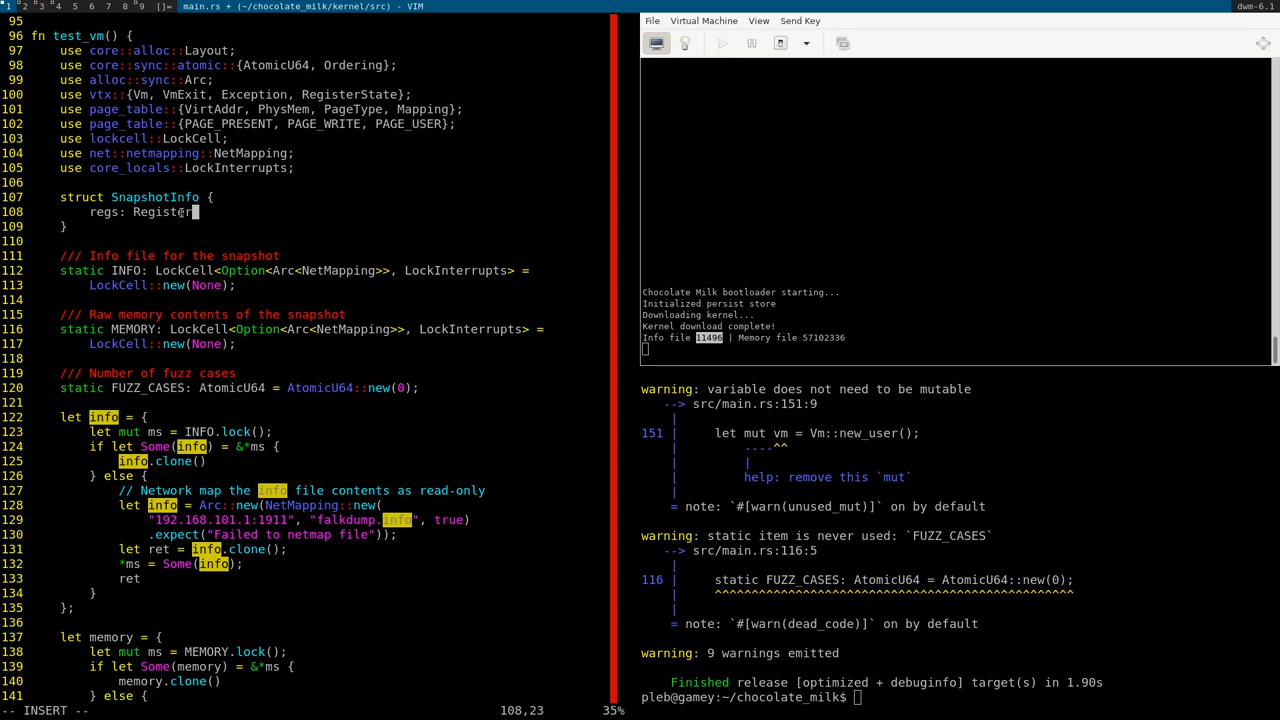 1 2 3 4 5 6 7 8 9 []= main.rs + (~/chocolate_milk/kernel/src) - VIM dwm-6.1
95
96 fn test_vm() {
97     use core::alloc::Layout;
98     use core::sync::atomic::{AtomicU64, Ordering};
99     use alloc::sync::Arc;
100     use vtx::{Vm, VmExit, Exception, RegisterState};
101     use page_table::{VirtAddr, PhysMem, PageType, Mapping};
102     use page_table::{PAGE_PRESENT, PAGE_WRITE, PAGE_USER};
103     use lockcell::LockCell;
104     use net::netmapping::NetMapping;
105     use core_locals::LockInterrupts;
106
107     struct SnapshotInfo {
108         regs: Register
109     }
110
111     /// Info file for the snapshot
112     static INFO: LockCell<Option<Arc<NetMapping>>, LockInterrupts> =
113         LockCell::new(None);
114
115     /// Raw memory contents of the snapshot
116     static MEMORY: LockCell<Option<Arc<NetMapping>>, LockInterrupts> =
117         LockCell::new(None);
118
119     /// Number of fuzz cases
120     static FUZZ_CASES: AtomicU64 = AtomicU64::new(0);
121
122     let info = {
123         let mut ms = INFO.lock();
124         if let Some(info) = &*ms {
125             info.clone()
126         } else {
127             // Network map the info file contents as read-only
128             let info = Arc::new(NetMapping::new(
129                 "192.168.101.1:1911", "falkdump.info", true)
130                 .expect("Failed to netmap file"));
131             let ret = info.clone();
132             *ms = Some(info);
133             ret
134         }
135     };
136
137     let memory = {
138         let mut ms = MEMORY.lock();
139         if let Some(memory) = &*ms {
140             memory.clone()
141         } else {
-- INSERT -- 108,23 35%
File Virtual Machine View Send Key
Chocolate Milk bootloader starting...
Initialized persist store
Downloading kernel...
Kernel download complete!
Info file 11496 | Memory file 57102336
warning: variable does not need to be mutable
   --> src/main.rs:151:9
    |
151 |     let mut vm = Vm::new_user();
    |         ----^^
    |         |
    |         help: remove this `mut`
    |
    = note: `#[warn(unused_mut)]` on by default
warning: static item is never used: `FUZZ_CASES`
   --> src/main.rs:116:5
    |
116 |     static FUZZ_CASES: AtomicU64 = AtomicU64::new(0);
    |     ^^^^^^^^^^^^^^^^^^^^^^^^^^^^^^^^^^^^^^^^^^^^^^^^^
    |
    = note: `#[warn(dead_code)]` on by default
warning: 9 warnings emitted
    Finished release [optimized + debuginfo] target(s) in 1.90s
pleb@gamey:~/chocolate_milk$